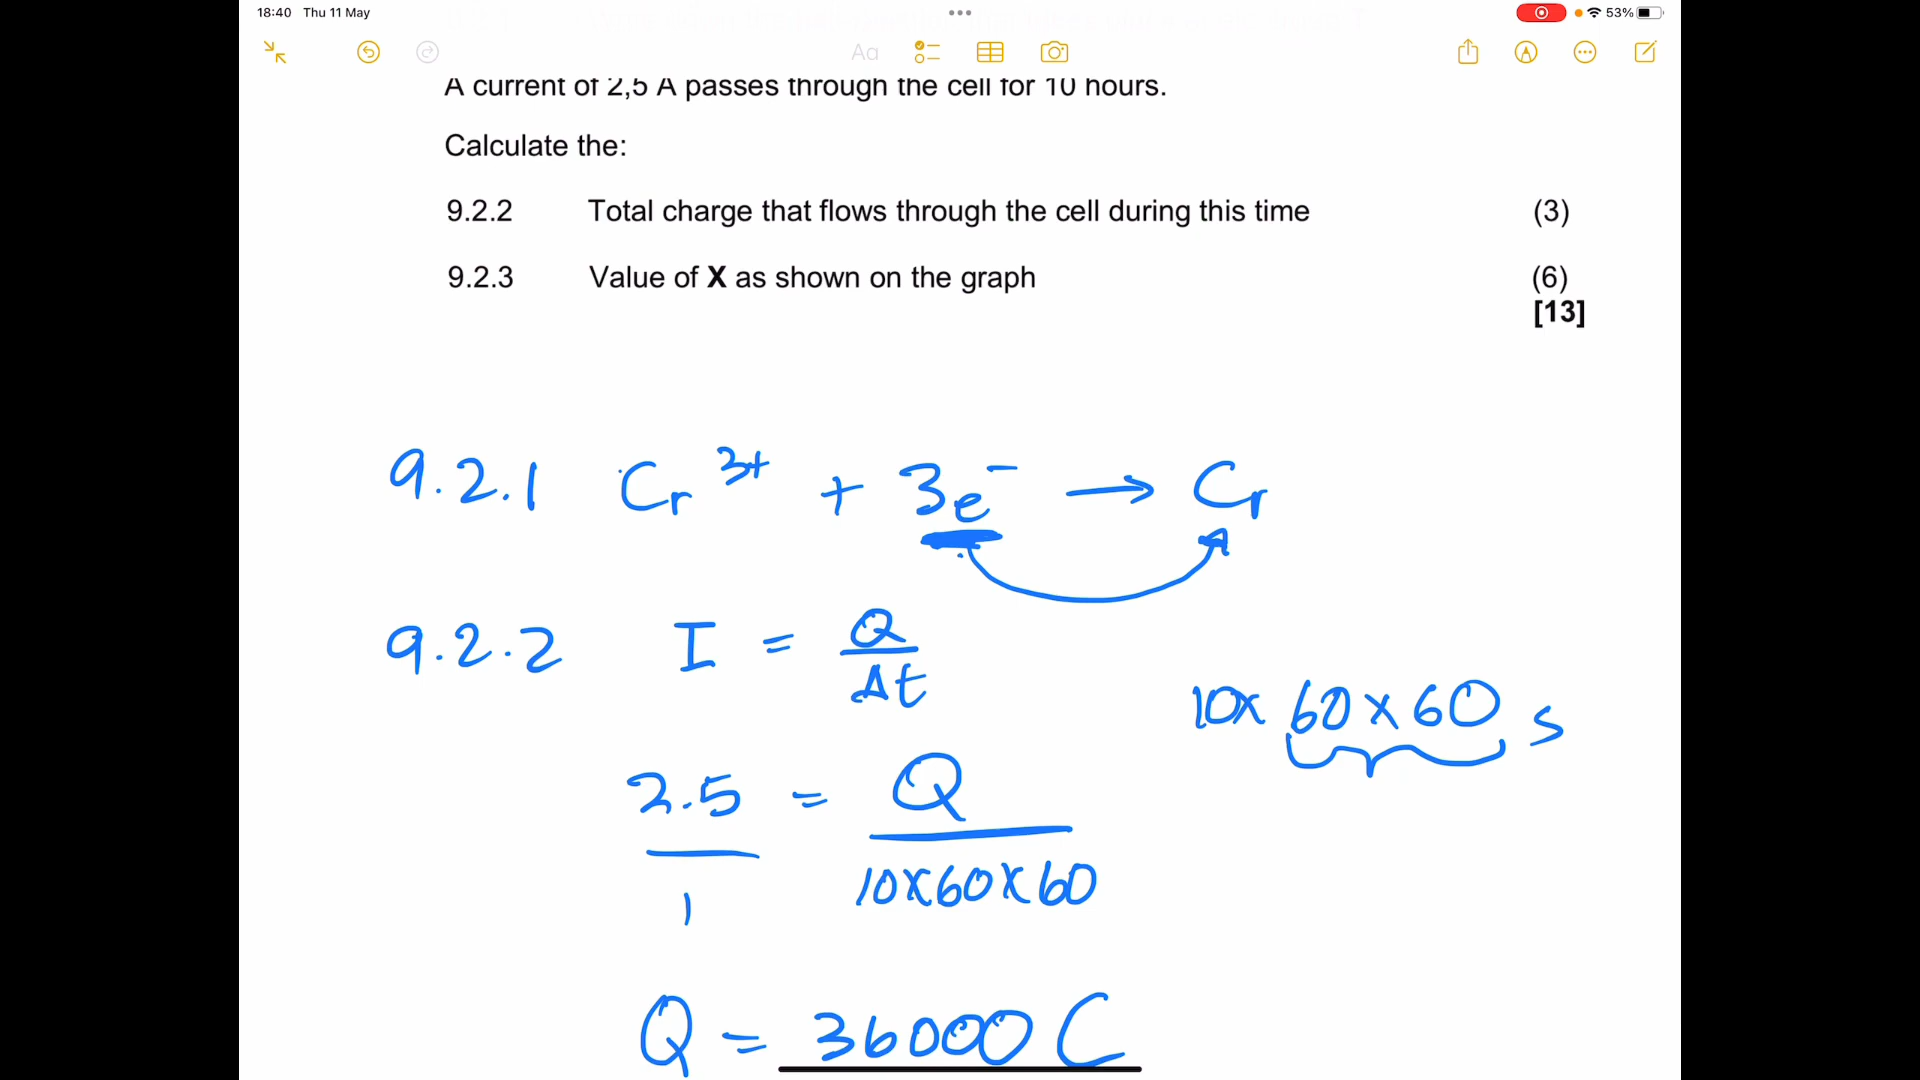 18:40 Thu 11 May 53%
Aa
A current of 2,5 A passes through the cell for 10 hours.
Calculate the:
9.2.2 Total charge that flows through the cell during this time (3)
9.2.3 Value of X as shown on the graph (6)
[13]
9.2.1 Cr³⁺ + 3e⁻ → Cr
9.2.2 I = Q
Δt
10x 60 x 60 s
2.5 = Q
1 10x60x60
Q = 36000 C